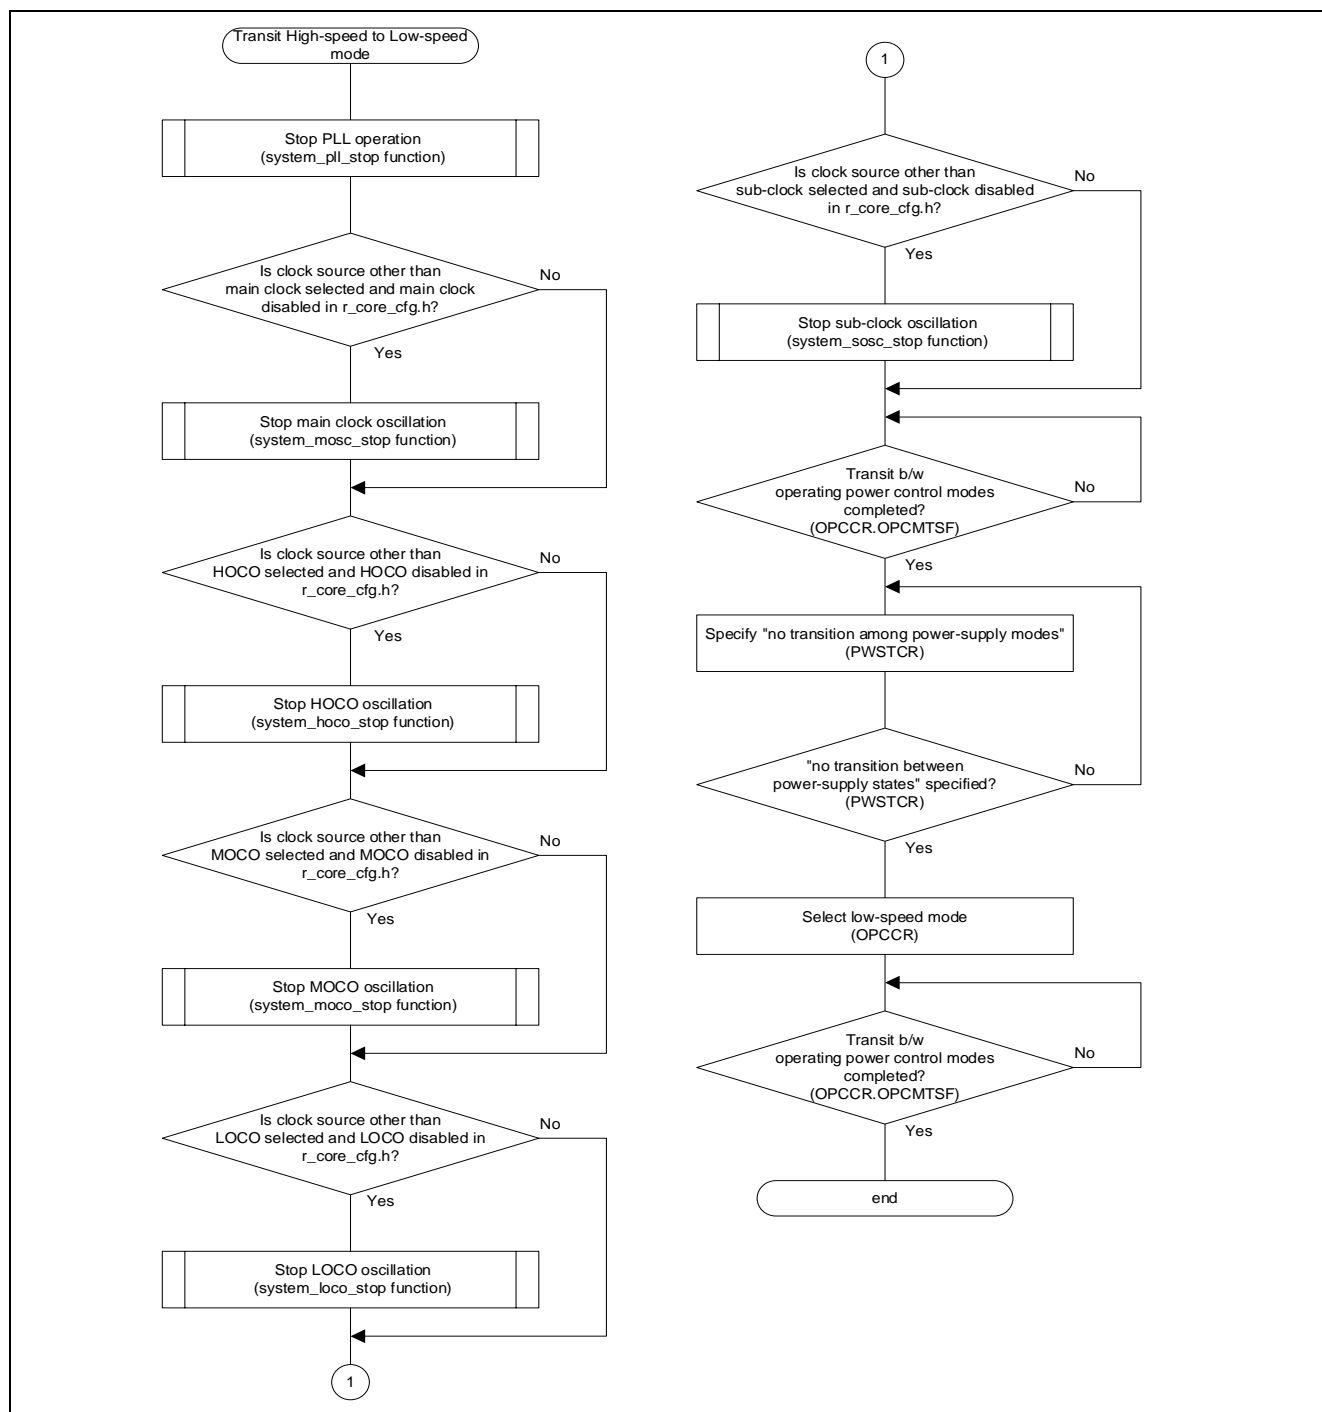 Transit High-speed to Low-speed
mode
Stop PLL operation
(system_pll_stop function)
Is clock source other than
main clock selected and main clock
disabled in r_core_cfg.h?
No
Yes
Stop main clock oscillation
(system_mosc_stop function)
Is clock source other than
HOCO selected and HOCO disabled in
r_core_cfg.h?
No
Yes
Stop HOCO oscillation
(system_hoco_stop function)
Is clock source other than
MOCO selected and MOCO disabled in
r_core_cfg.h?
No
Yes
Stop MOCO oscillation
(system_moco_stop function)
Is clock source other than
LOCO selected and LOCO disabled in
r_core_cfg.h?
No
Yes
Stop LOCO oscillation
(system_loco_stop function)
1
1
Is clock source other than
sub-clock selected and sub-clock disabled
in r_core_cfg.h?
No
Yes
Stop sub-clock oscillation
(system_sosc_stop function)
Transit b/w
operating power control modes
completed?
(OPCCR.OPCMTSF)
No
Yes
Specify "no transition among power-supply modes"
(PWSTCR)
"no transition between
power-supply states" specified?
(PWSTCR)
No
Yes
Select low-speed mode
(OPCCR)
Transit b/w
operating power control modes
completed?
(OPCCR.OPCMTSF)
No
Yes
end